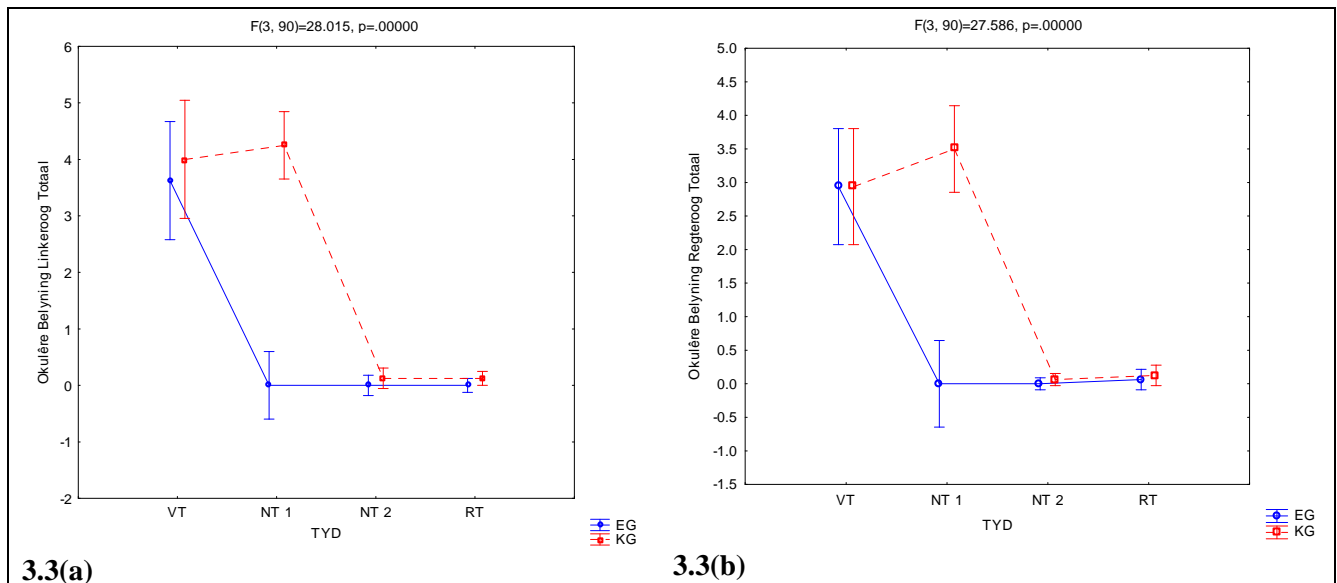 F(3, 90)=28.015, p=.00000
Okulêre Belyning Linkeroog Totaal
6
5
4
3
2
1
0
-1
-2
VT NT 1 NT 2 RT
TYD
EG
KG
3.3(a)
F(3, 90)=27.586, p=.00000
Okulêre Belyning Regteroog Totaal
5.0
4.5
4.0
3.5
3.0
2.5
2.0
1.5
1.0
0.5
0.0
-0.5
-1.0
-1.5
VT NT 1 NT 2 RT
TYD
EG
KG
3.3(b)